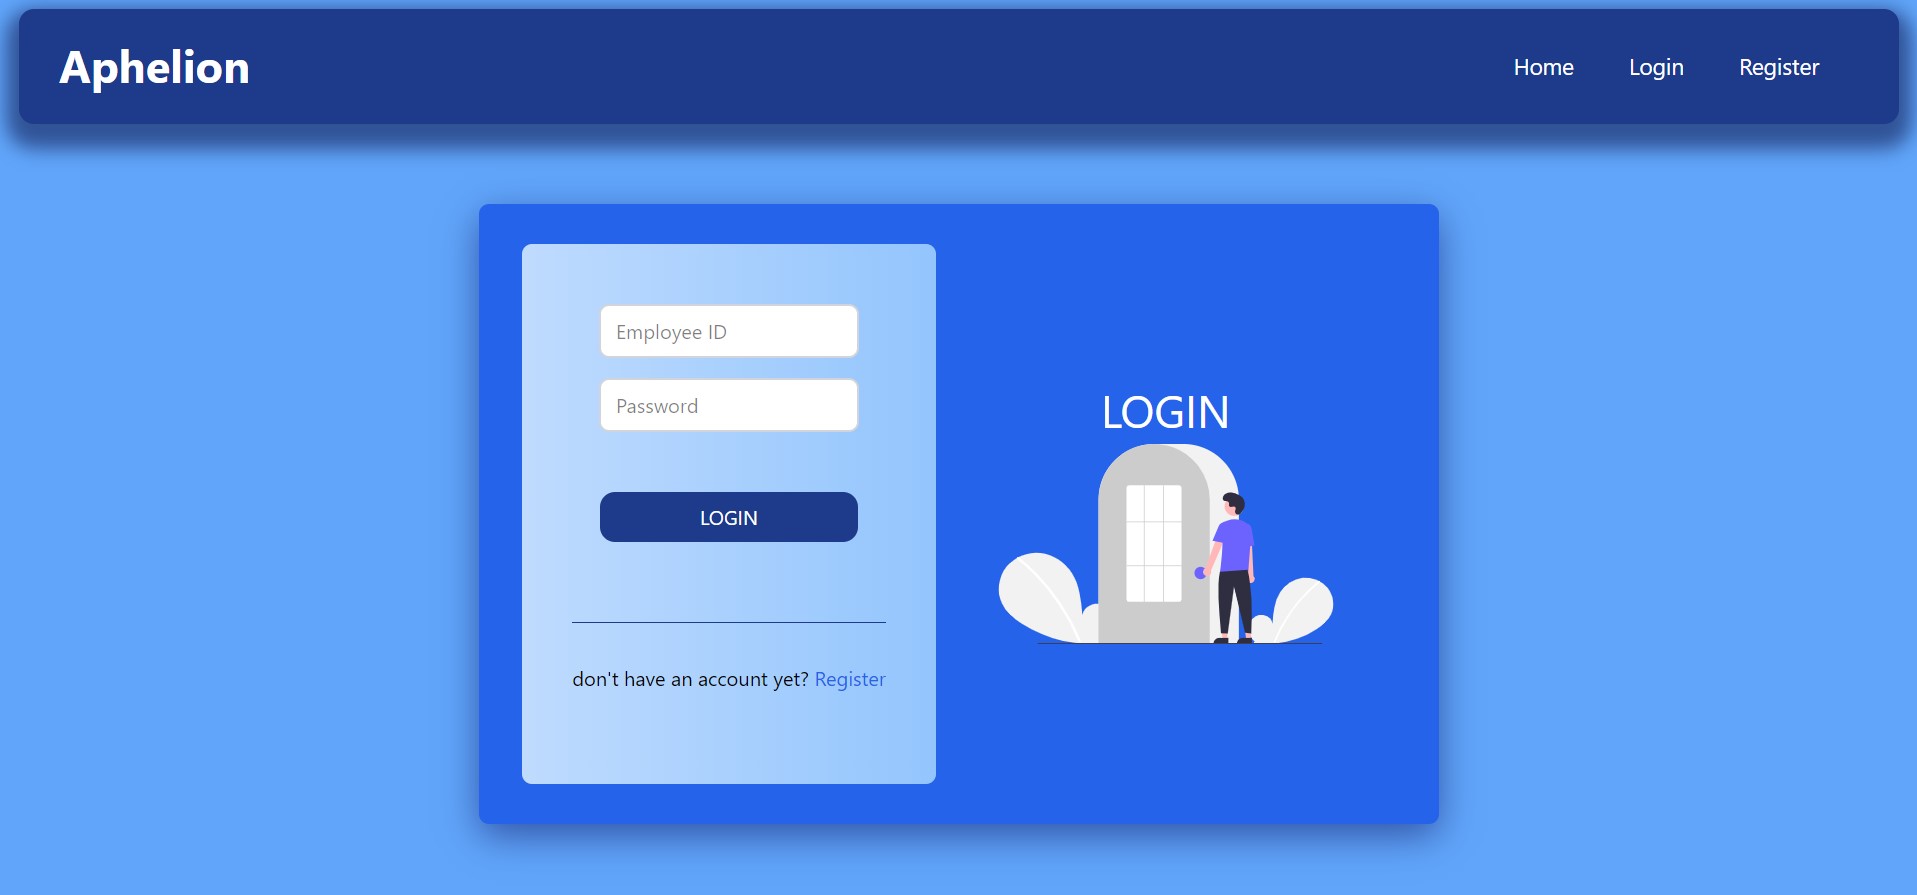 Aphelion
Home
Login
Register
Employee ID
Password
LOGIN
don't have an account yet? Register
LOGIN